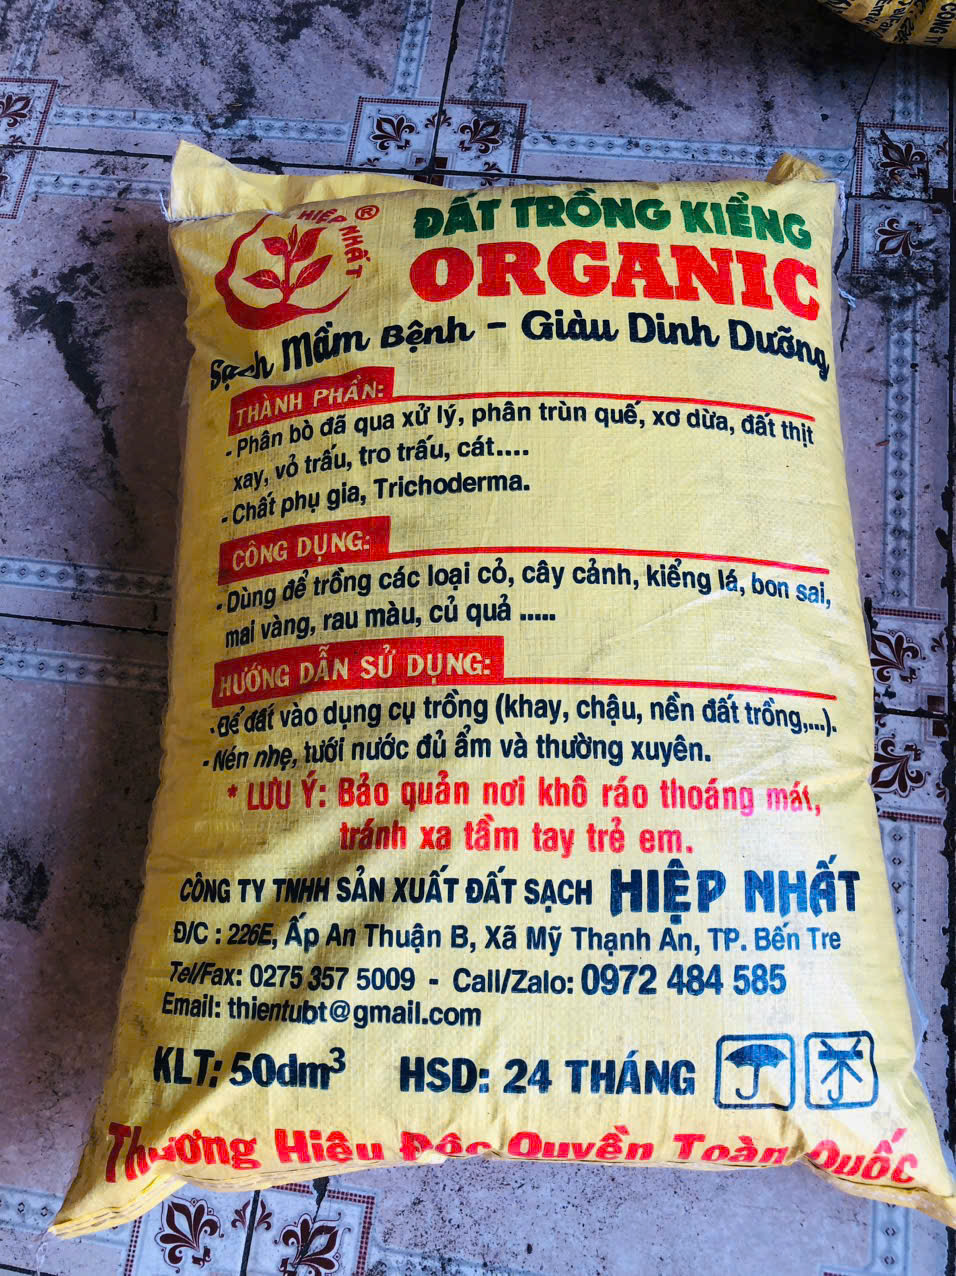 HIỆP NHẤT ®
ĐẤT TRỒNG KIỂNG
ORGANIC
Sạch Mầm Bệnh - Giàu Dinh Dưỡng
THÀNH PHẦN:
- Phân bò đã qua xử lý, phân trùn quế, xơ dừa, đất thịt
xay, vỏ trấu, tro trấu, cát....
- Chất phụ gia, Trichoderma.
CÔNG DỤNG:
- Dùng để trồng các loại cỏ, cây cảnh, kiểng lá, bon sai,
mai vàng, rau màu, củ quả .....
HƯỚNG DẪN SỬ DỤNG:
- Để đất vào dụng cụ trồng (khay, chậu, nền đất trồng,...).
- Nén nhẹ, tưới nước đủ ẩm và thường xuyên.
* LƯU Ý: Bảo quản nơi khô ráo thoáng mát,
tránh xa tầm tay trẻ em.
CÔNG TY TNHH SẢN XUẤT ĐẤT SẠCH HIỆP NHẤT
Đ/C : 226E, Ấp An Thuận B, Xã Mỹ Thạnh An, TP. Bến Tre
Tel/Fax: 0275 357 5009 - Call/Zalo: 0972 484 585
Email: thientubt@gmail.com
KLT: 50dm³ HSD: 24 THÁNG
Thương Hiệu Độc Quyền Toàn Quốc